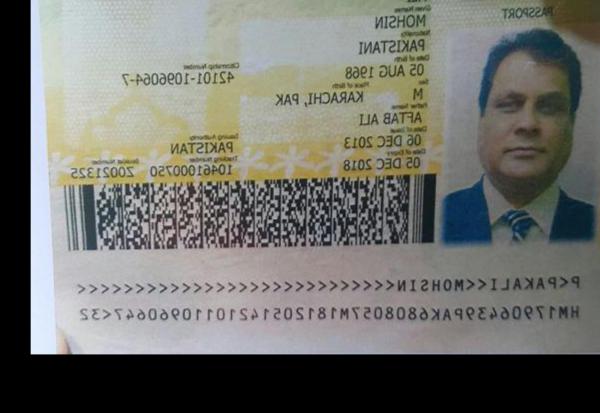 PASSPORT
Given Names
MOHSIN
Nationality
PAKISTANI
Date of Birth Citizenship Number
05 AUG 1968 42101-1096064-7
Sex Place of Birth
M KARACHI, PAK
Father Name
AFTAB ALI
Date of Issue Issuing Authority
06 DEC 2013 PAKISTAN
Date of Expiry Tracking Number Booklet Number
05 DEC 2018 10461000750 Z0021325
P<PAKALI<<MOHSIN<<<<<<<<<<<<<<<<<<<<<<<<<<<<
HM17906439PAK6808057M18120514210110960647<32